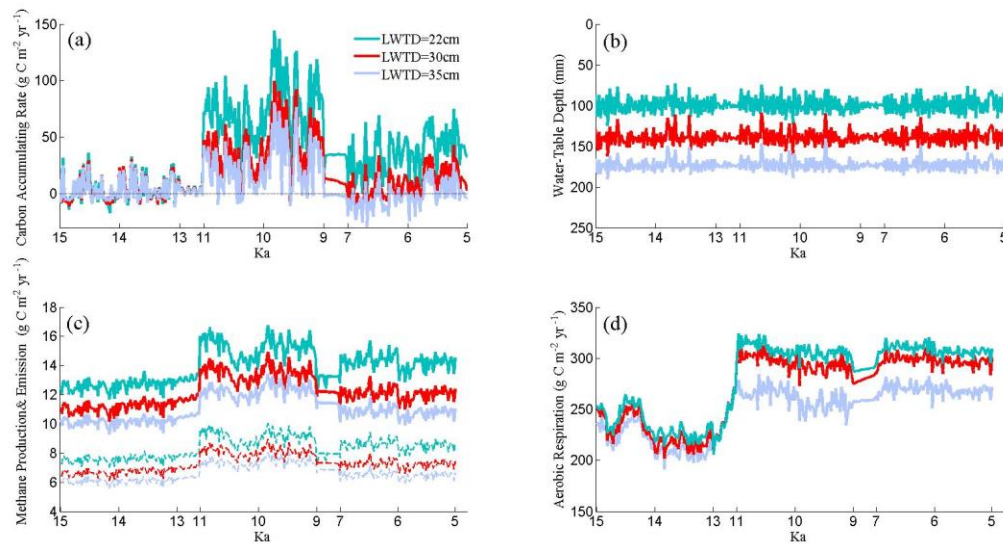 (a)
LWTD=22cm
LWTD=30cm
LWTD=35cm
Carbon Accumulating Rate (g C m⁻² yr⁻¹)
150
100
50
0
15 14 13 11 10 9 7 6 5
Ka
(b)
Water-Table Depth (mm)
0
50
100
150
200
250
15 14 13 11 10 9 7 6 5
Ka
(c)
Methane Production& Emission (g C m⁻² yr⁻¹)
18
16
14
12
10
8
6
4
15 14 13 11 10 9 7 6 5
Ka
(d)
Aerobic Respiration (g C m⁻² yr⁻¹)
350
300
250
200
150
15 14 13 11 10 9 7 6 5
Ka